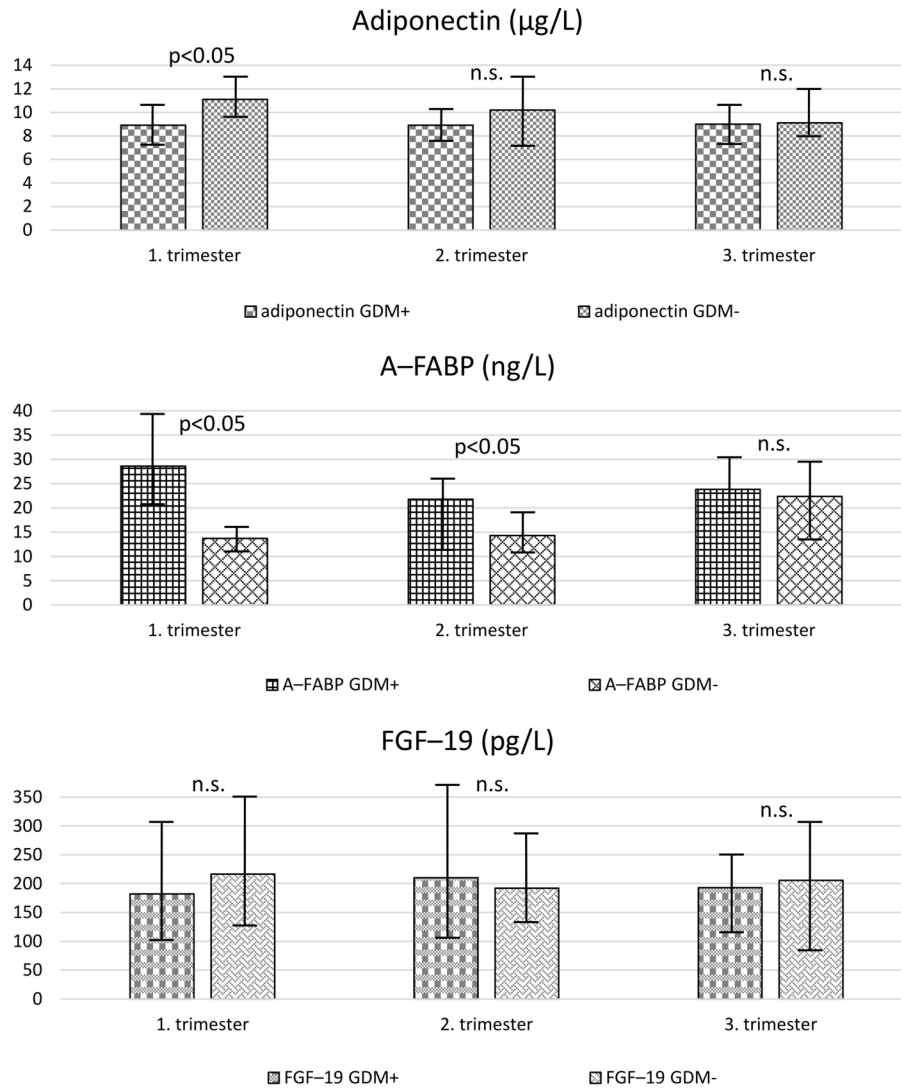 Adiponectin (µg/L)
p<0.05
n.s.
n.s.
14
12
10
8
6
4
2
0
1. trimester
2. trimester
3. trimester
adiponectin GDM+
adiponectin GDM-
A–FABP (ng/L)
40
35
30
25
20
15
10
5
0
p<0.05
p<0.05
n.s.
1. trimester
2. trimester
3. trimester
A–FABP GDM+
A–FABP GDM-
FGF–19 (pg/L)
n.s.
n.s.
n.s.
350
300
250
200
150
100
50
0
1. trimester
2. trimester
3. trimester
FGF–19 GDM+
FGF–19 GDM-